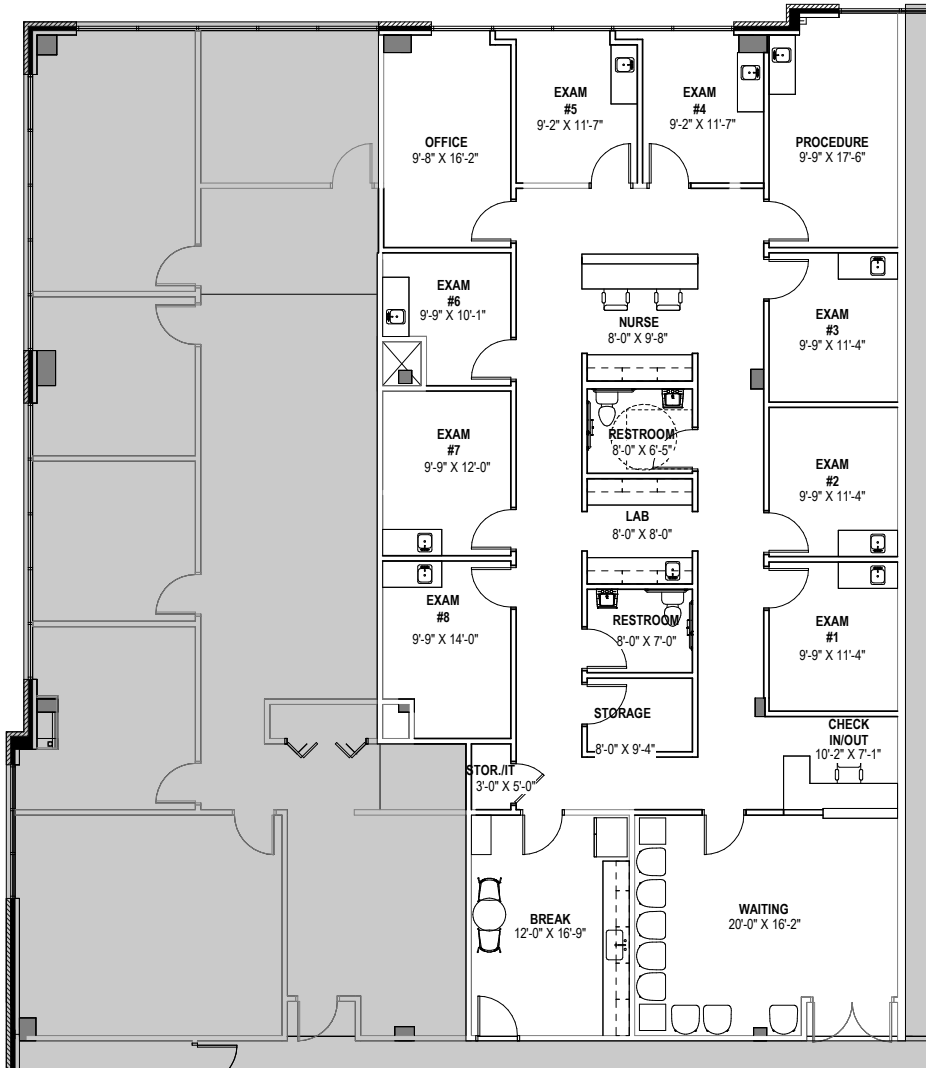 EXAM
#5
9'-2" X 11'-7"
EXAM
#4
9'-2" X 11'-7"
OFFICE
9'-8" X 16'-2"
PROCEDURE
9'-9" X 17'-6"
EXAM
#6
9'-9" X 10'-1"
NURSE
8'-0" X 9'-8"
EXAM
#3
9'-9" X 11'-4"
EXAM
#7
9'-9" X 12'-0"
RESTROOM
8'-0" X 6'-5"
EXAM
#2
9'-9" X 11'-4"
LAB
8'-0" X 8'-0"
EXAM
#8
9'-9" X 14'-0"
RESTROOM
8'-0" X 7'-0"
EXAM
#1
9'-9" X 11'-4"
STORAGE
8'-0" X 9'-4"
CHECK
IN/OUT
10'-2" X 7'-1"
STOR./IT
3'-0" X 5'-0"
BREAK
12'-0" X 16'-9"
WAITING
20'-0" X 16'-2"